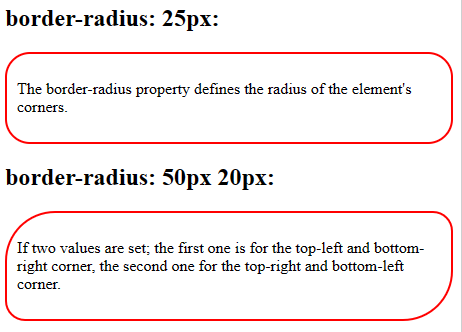 border-radius: 25px:
The border-radius property defines the radius of the element's
corners.
border-radius: 50px 20px:
If two values are set; the first one is for the top-left and bottom-
right corner, the second one for the top-right and bottom-left
corner.